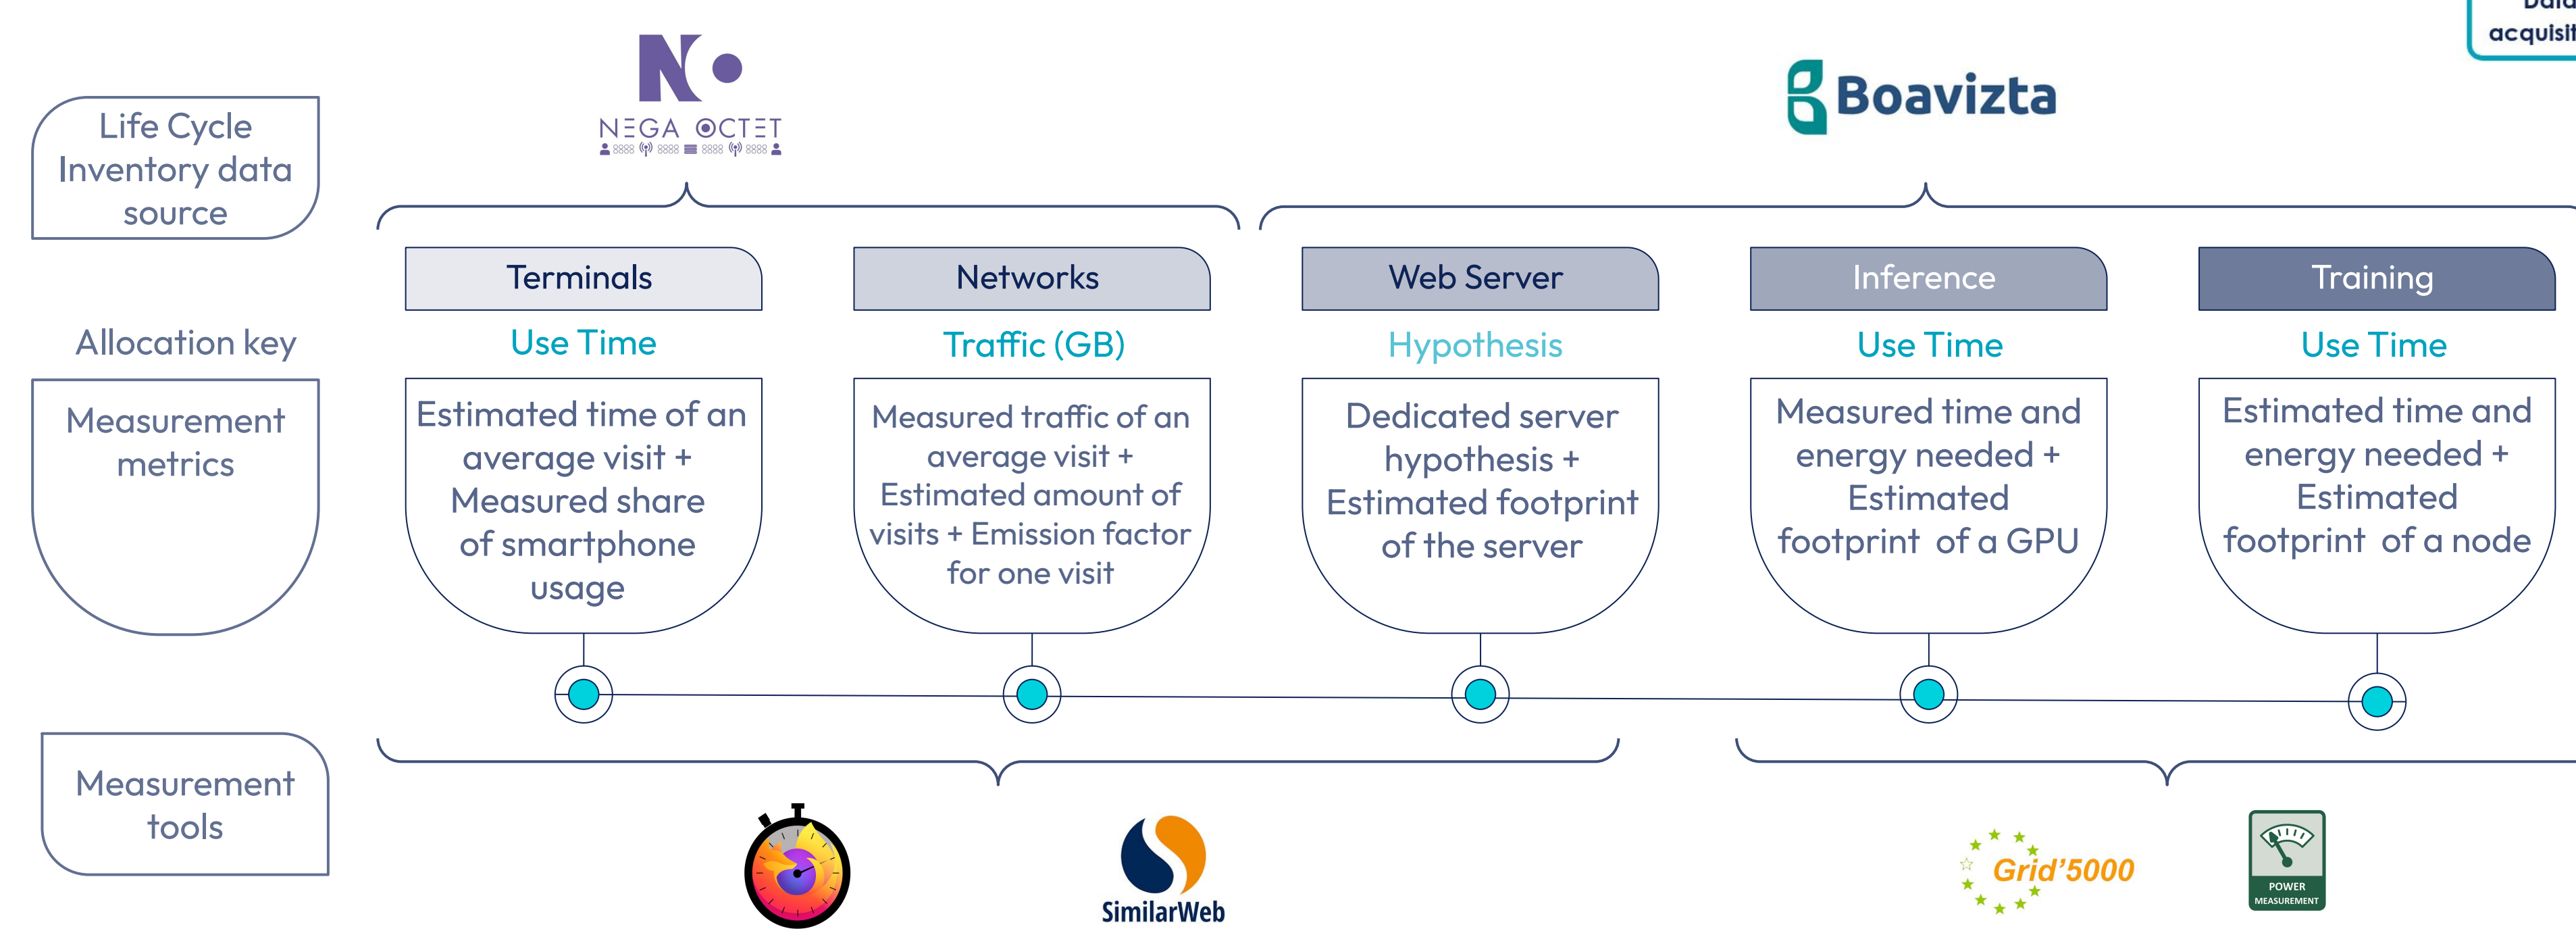 Data
acquisit
NEGA OCTET
Boavizta
Life Cycle
Inventory data
source
Terminals
Networks
Web Server
Inference
Training
Allocation key
Use Time
Traffic (GB)
Hypothesis
Use Time
Use Time
Measurement
metrics
Estimated time of an
average visit +
Measured share
of smartphone
usage
Measured traffic of an
average visit +
Estimated amount of
visits + Emission factor
for one visit
Dedicated server
hypothesis +
Estimated footprint
of the server
Measured time and
energy needed +
Estimated
footprint of a GPU
Estimated time and
energy needed +
Estimated
footprint of a node
Measurement
tools
SimilarWeb
Grid'5000
POWER
MEASUREMENT